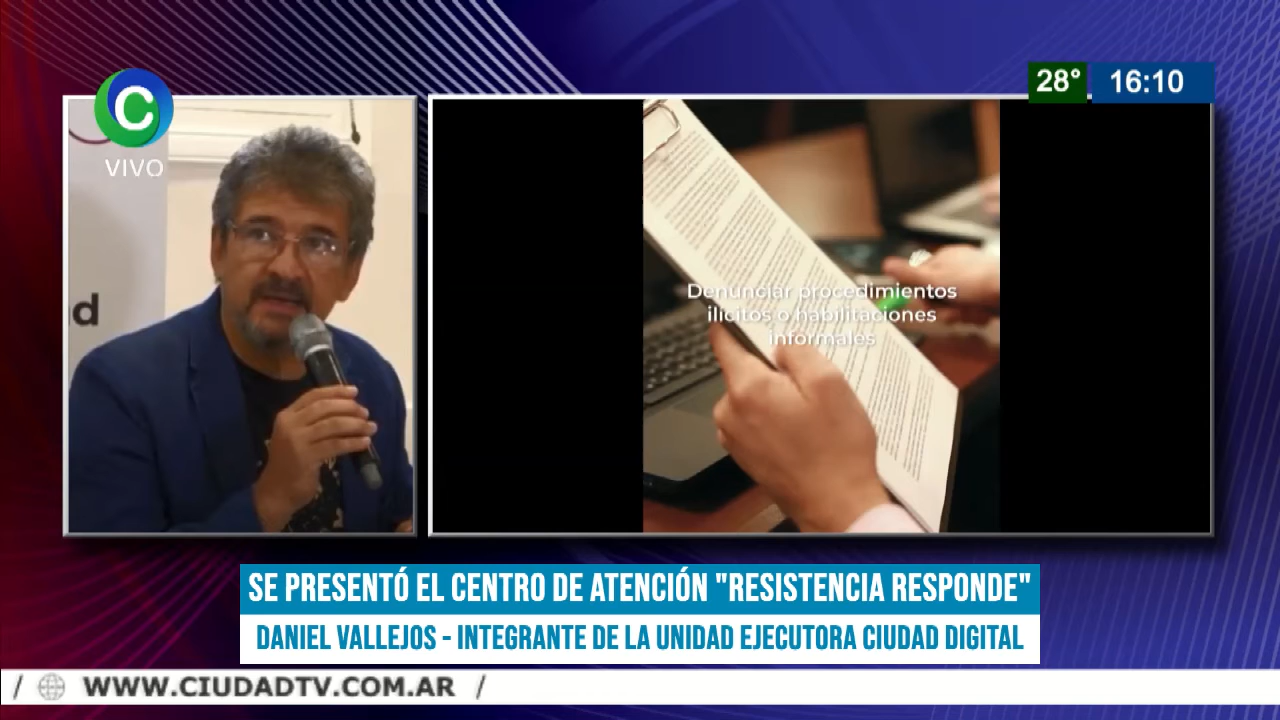 C
VIVO
28°
16:10
d
Denunciar procedimientos
ilícitos o habilitaciones
informales
SE PRESENTÓ EL CENTRO DE ATENCIÓN "RESISTENCIA RESPONDE"
DANIEL VALLEJOS - INTEGRANTE DE LA UNIDAD EJECUTORA CIUDAD DIGITAL
/ WWW.CIUDADTV.COM.AR /